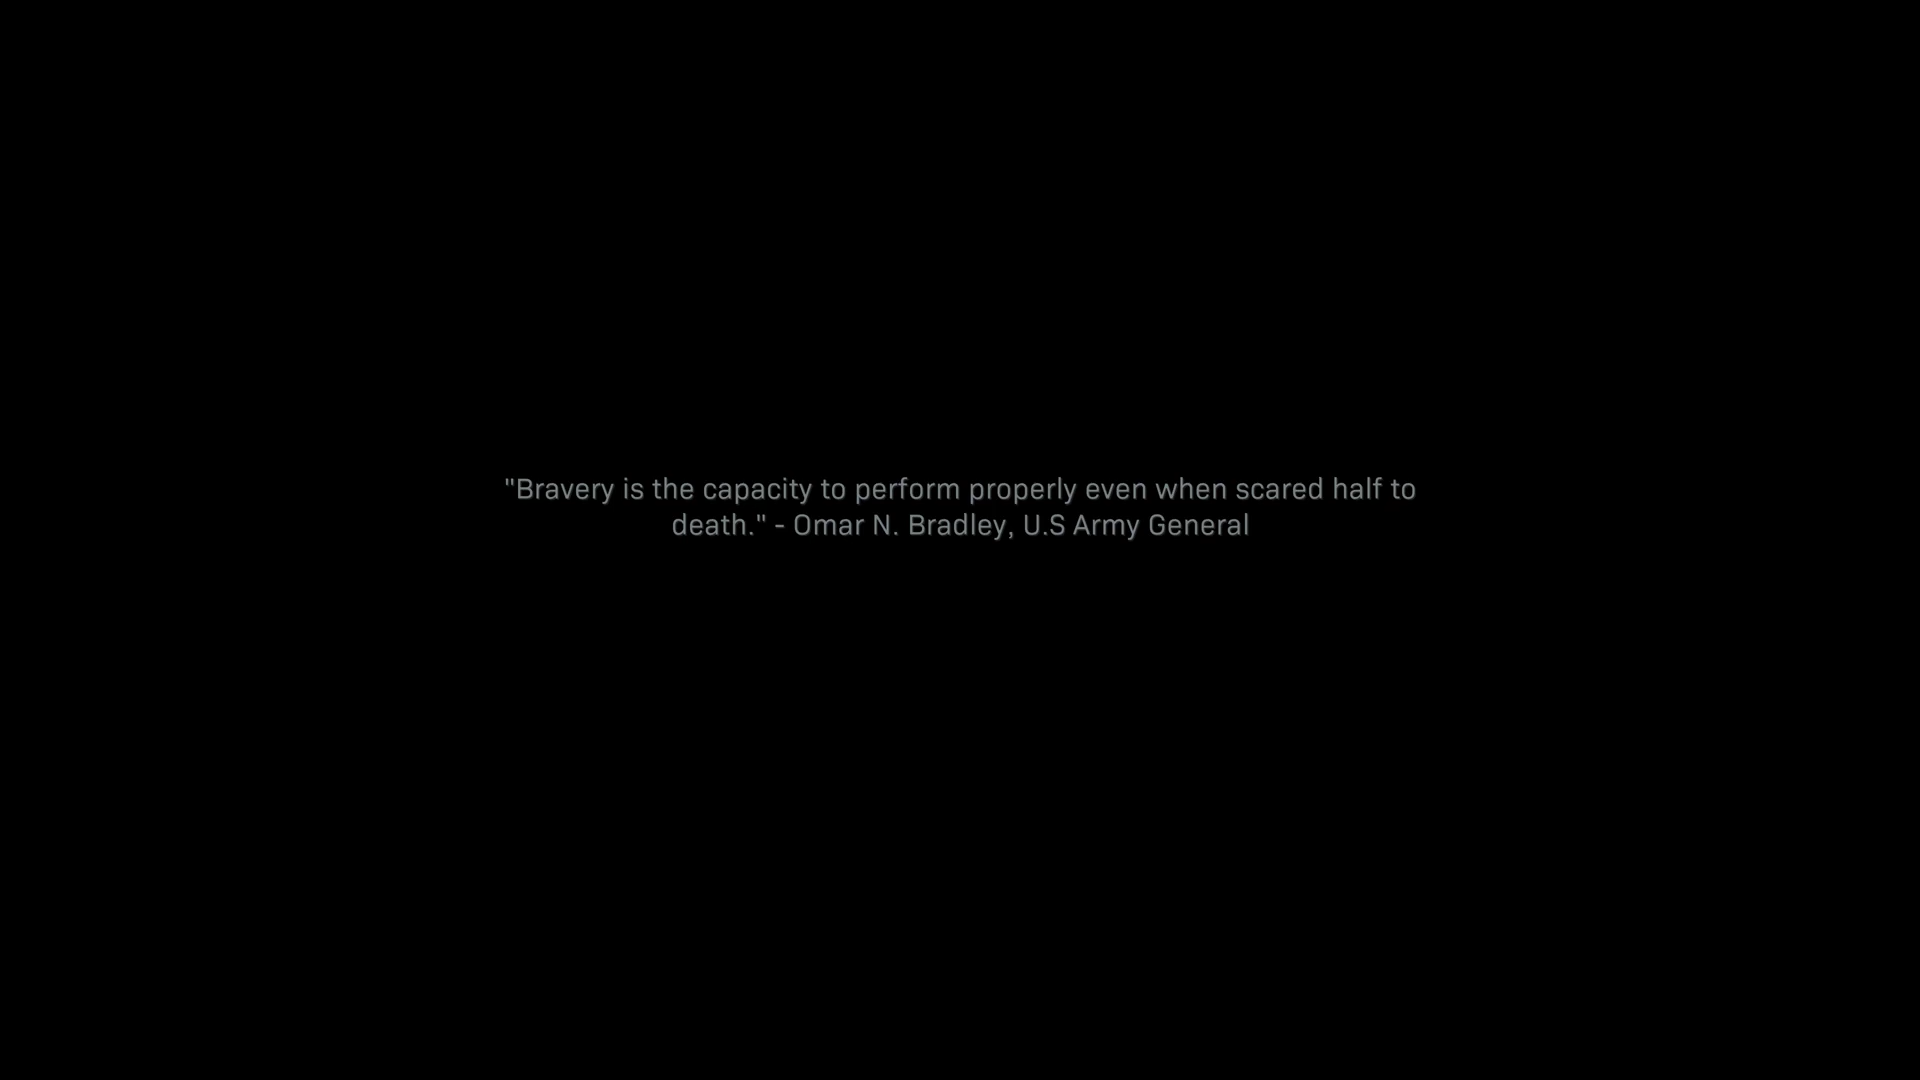 "Bravery is the capacity to perform properly even when scared half to
death." - Omar N. Bradley, U.S Army General